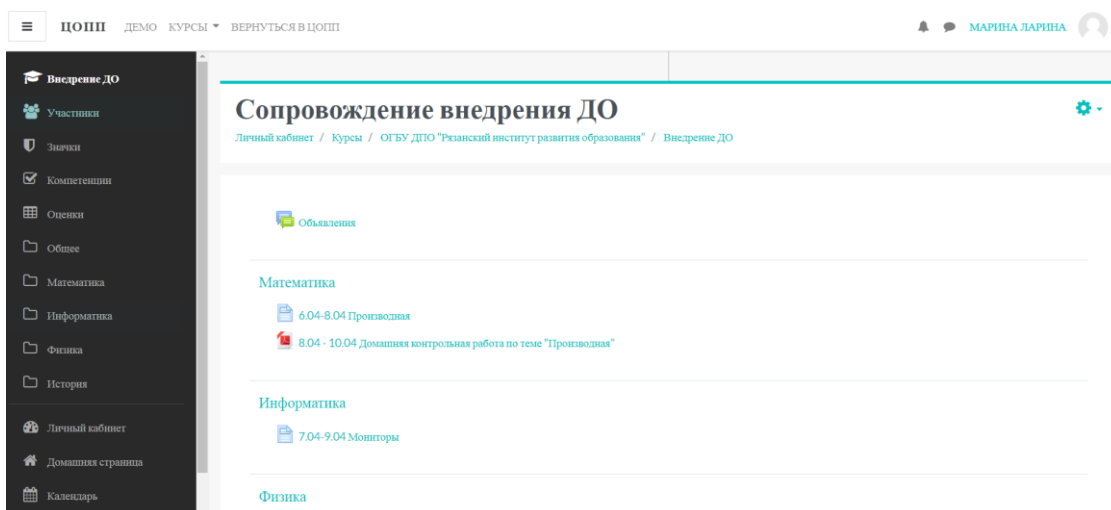 ЦОПП ДЕМО КУРСЫ ВЕРНУТЬСЯ В ЦОПП МАРИНА ЛАРИНА
Внедрение ДО
Участники
Значки
Компетенции
Оценки
Общее
Математика
Информатика
Физика
История
Личный кабинет
Домашняя страница
Календарь
Сопровождение внедрения ДО
Личный кабинет / Курсы / ОГБУ ДПО "Рязанский институт развития образования" / Внедрение ДО
Объявления
Математика
6.04-8.04 Производная
8.04 - 10.04 Домашняя контрольная работа по теме "Производная"
Информатика
7.04-9.04 Мониторы
Физика